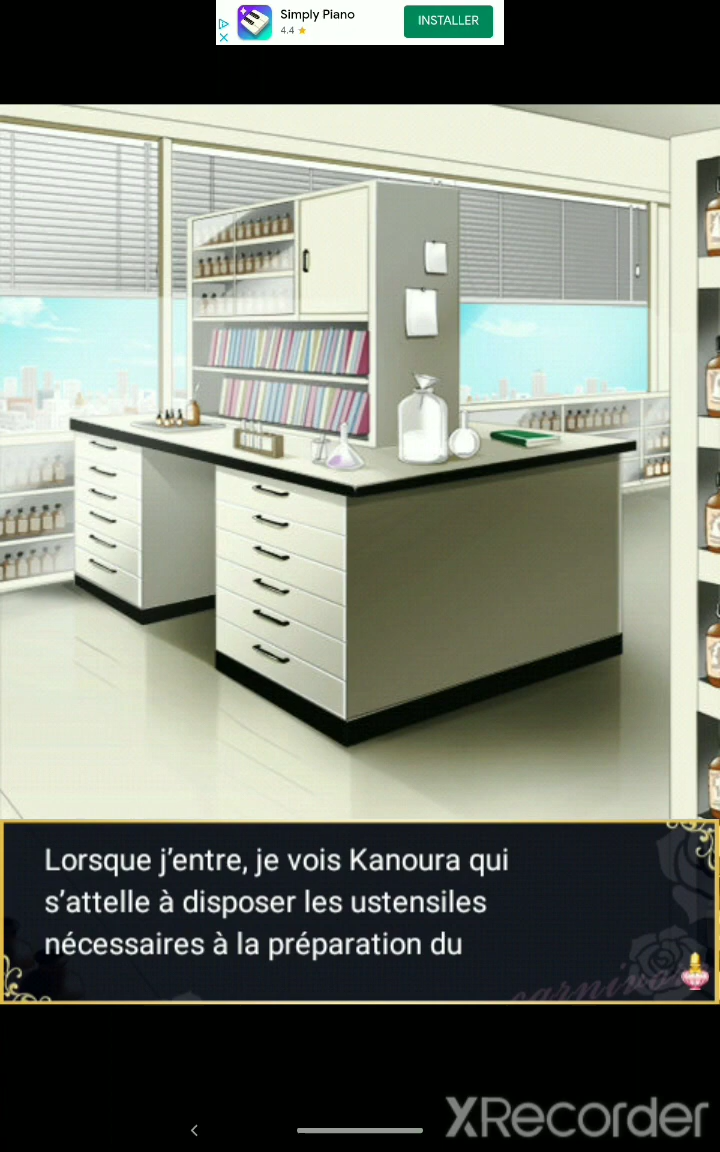 Simply Piano
4.4
INSTALLER
Lorsque j’entre, je vois Kanoura qui
s’attelle à disposer les ustensiles
nécessaires à la préparation du
XRecorder